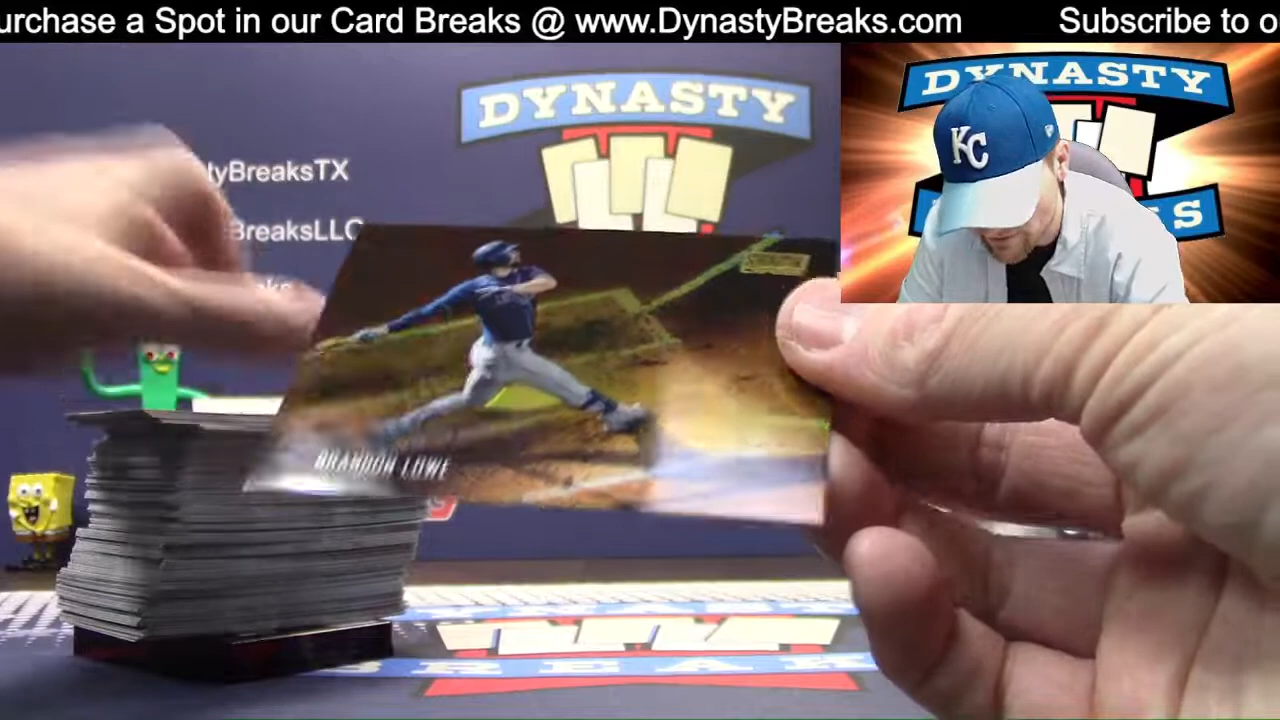 urchase a Spot in our Card Breaks @ www.DynastyBreaks.com Subscribe to o
DYNASTY
DYNASTY
KC
S
tyBreaksTX
BreaksLLC
BRANDON LOWE